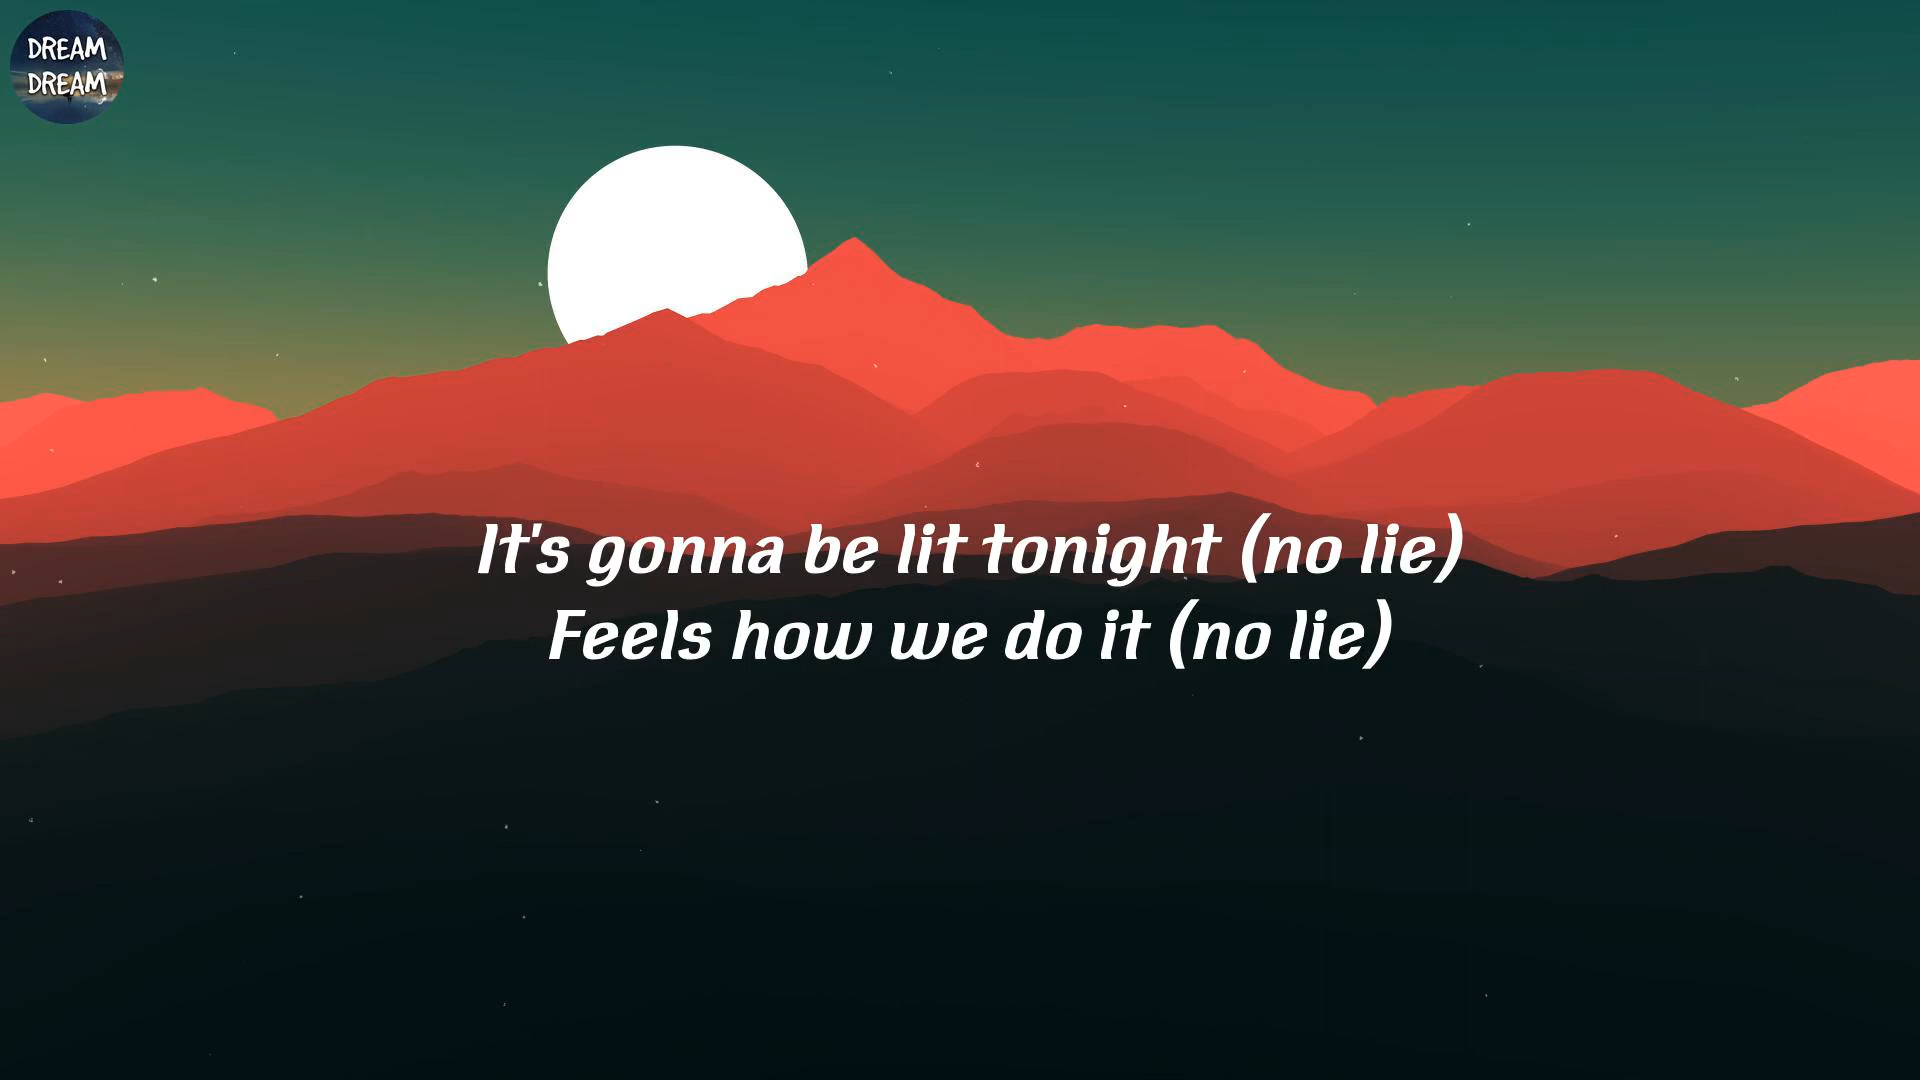 DREAM
DREAM
It's gonna be lit tonight (no lie)
Feels how we do it (no lie)